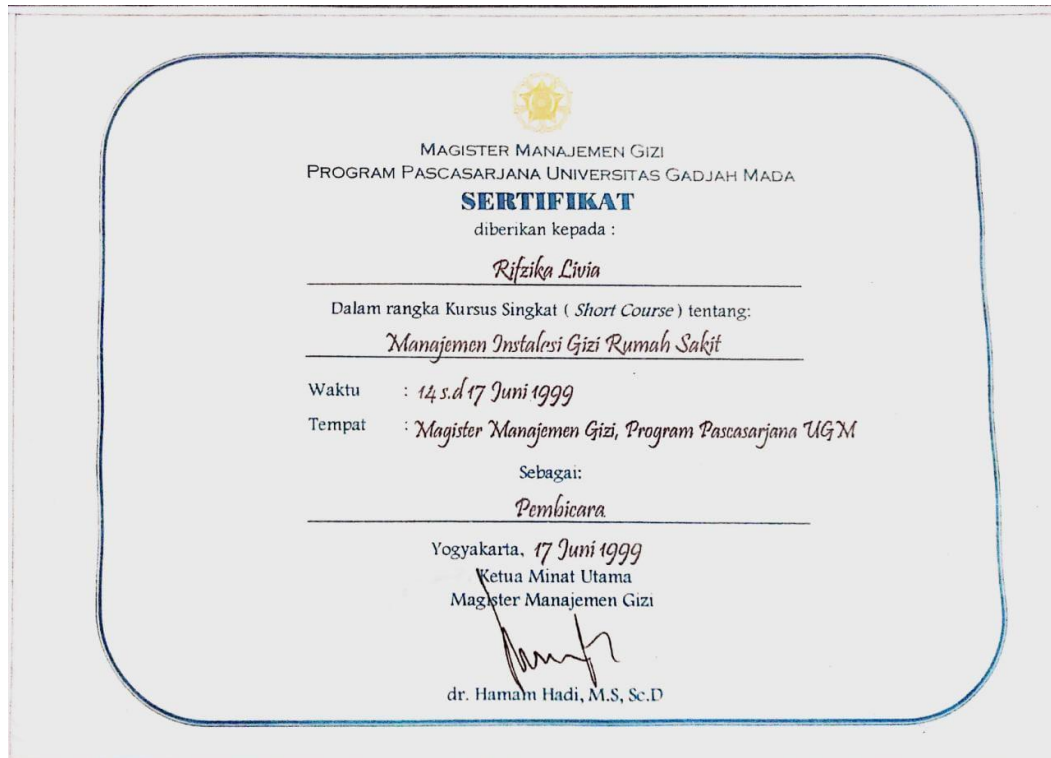 MAGISTER MANAJEMEN GIZI
PROGRAM PASCASARJANA UNIVERSITAS GADJAH MADA
SERTIFIKAT
diberikan kepada :
Rifzika Livia
Dalam rangka Kursus Singkat ( Short Course ) tentang:
Manajemen Instalasi Gizi Rumah Sakit
Waktu : 14 s.d 17 Juni 1999
Tempat : Magister Manajemen Gizi, Program Pascasarjana UGM
Sebagai:
Pembicara
Yogyakarta, 17 Juni 1999
Ketua Minat Utama
Magister Manajemen Gizi
dr. Hamam Hadi, M.S, Sc.D